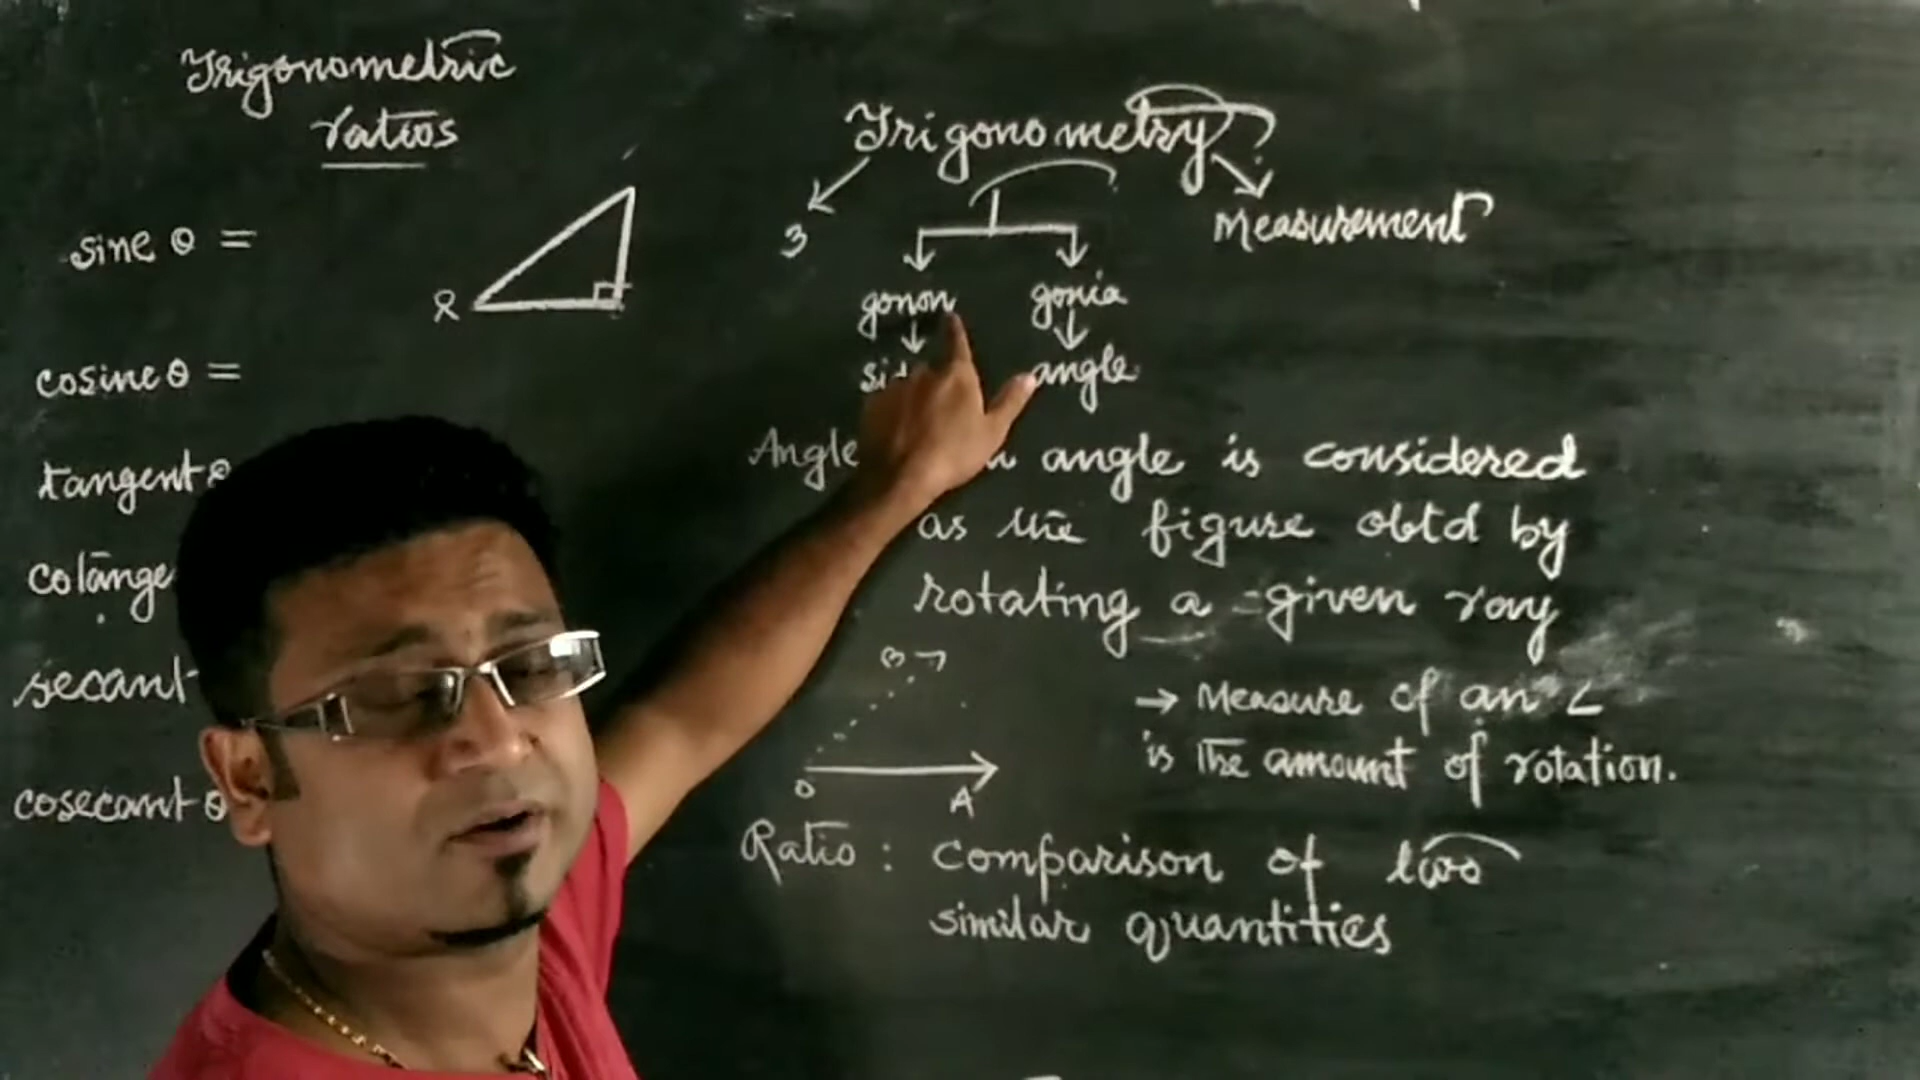 Trigonometric
ratios
sine θ =
R
cosine θ =
tangent θ
cotange
secant
cosecant θ
Trigonometry
3
Measurement
gonon gonia
angle
Angle angle is considered
as the figure obtd by
rotating a given ray
B
O A
→ Measure of an ∠
is the amount of rotation.
Ratio : Comparison of two
similar quantities